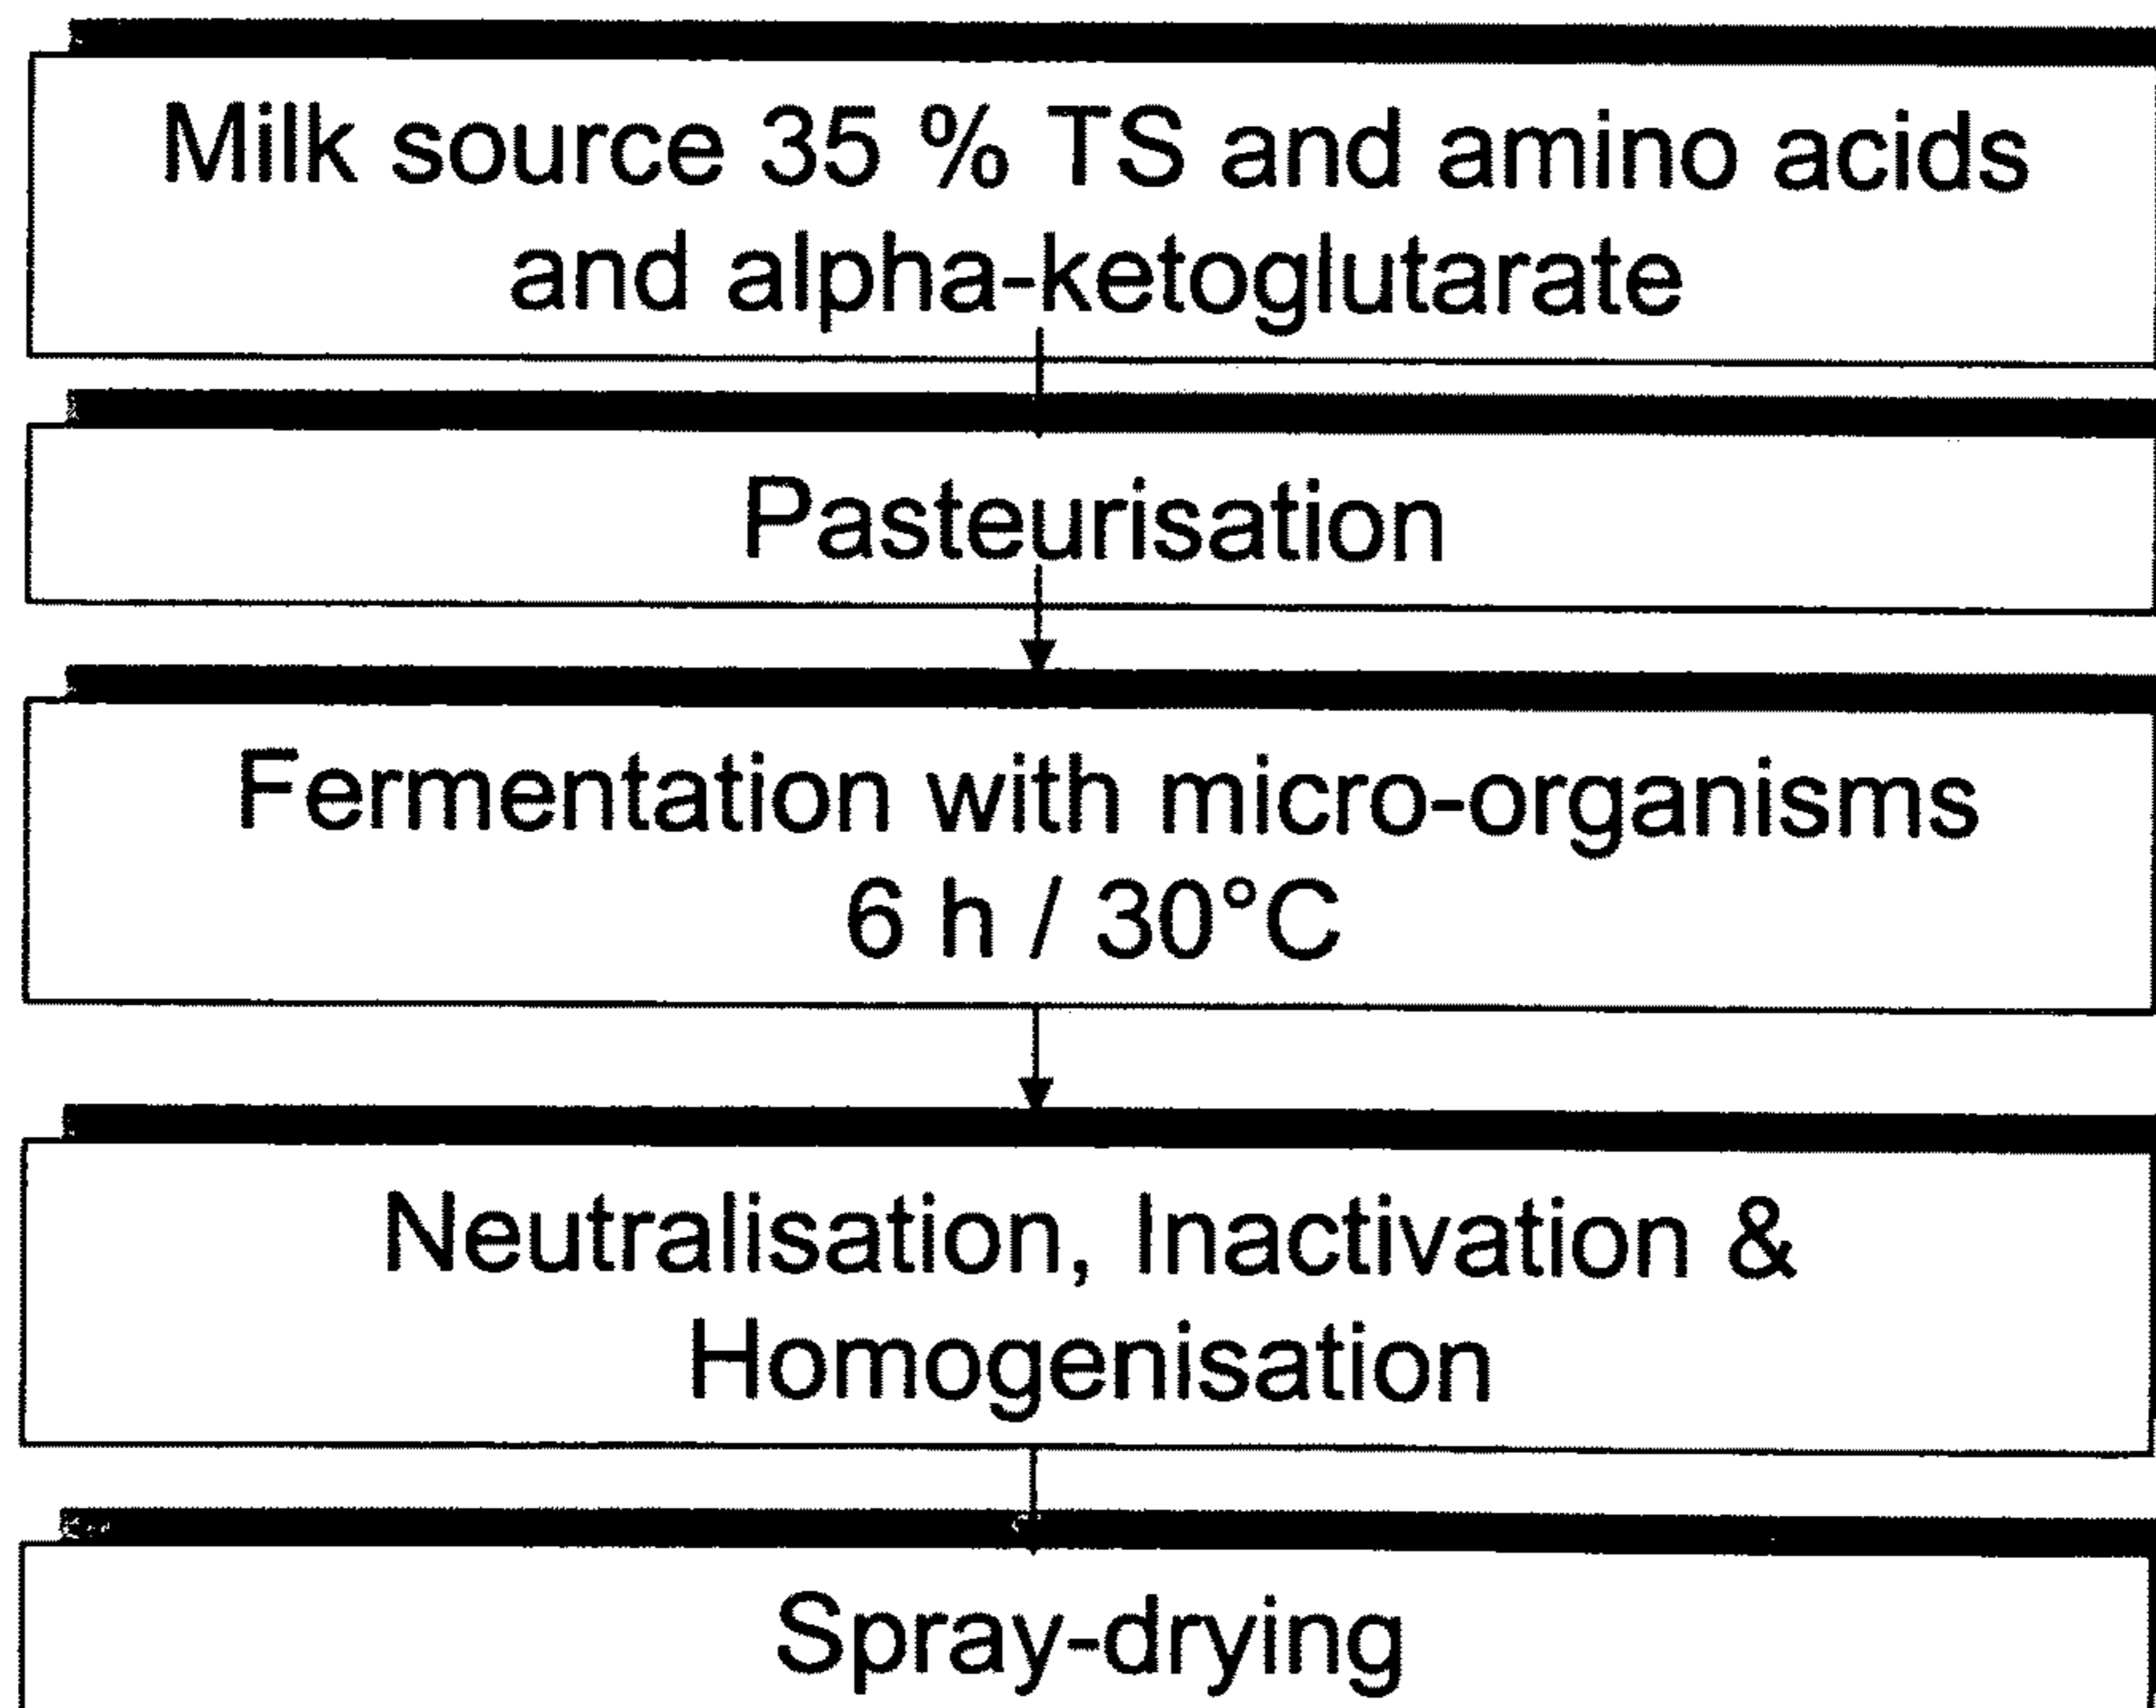 Milk source 35 % TS and amino acids
and alpha-ketoglutarate
Pasteurisation
Fermentation with micro-organisms
6 h / 30°C
Neutralisation, Inactivation &
Homogenisation
Spray-drying